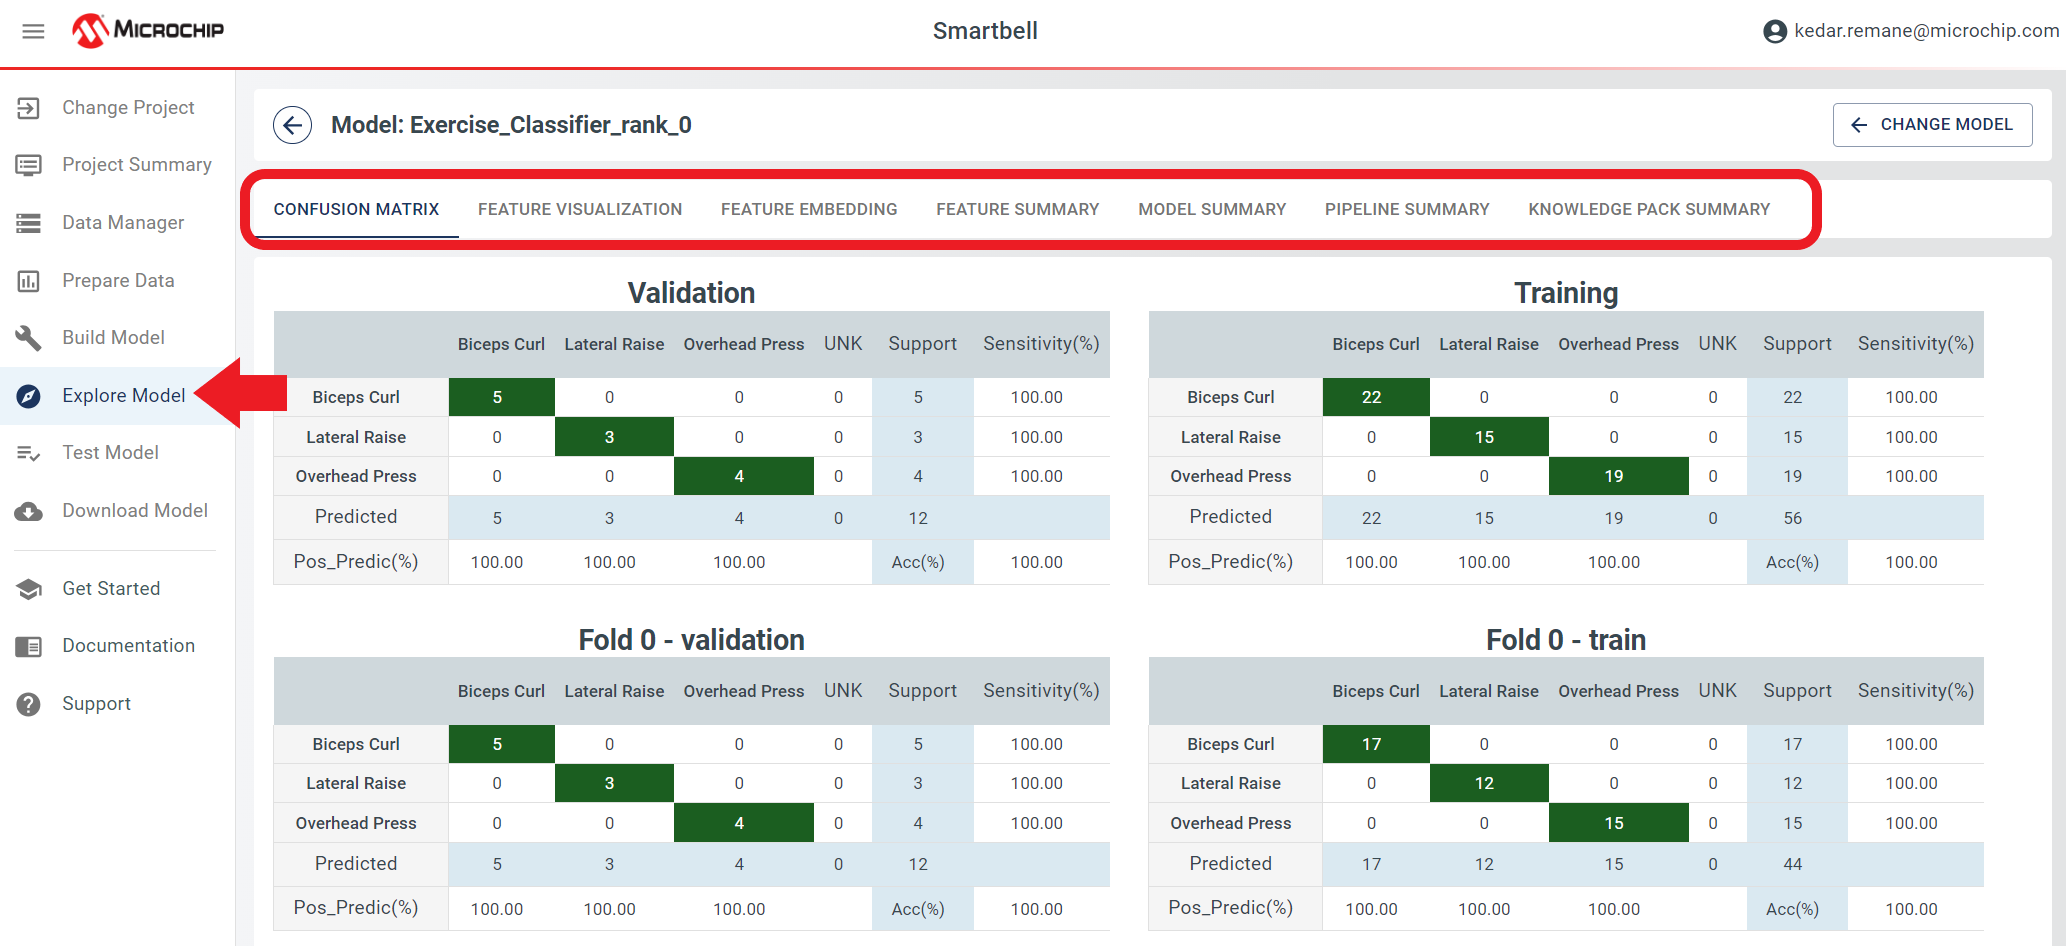 MICROCHIP
Smartbell
kedar.remane@microchip.com
Change Project
Project Summary
Data Manager
Prepare Data
Build Model
Explore Model
Test Model
Download Model
Get Started
Documentation
Support
Model: Exercise_Classifier_rank_0
CHANGE MODEL
CONFUSION MATRIX FEATURE VISUALIZATION FEATURE EMBEDDING FEATURE SUMMARY MODEL SUMMARY PIPELINE SUMMARY KNOWLEDGE PACK SUMMARY
Validation
Biceps Curl Lateral Raise Overhead Press UNK Support Sensitivity(%)
Biceps Curl 5 0 0 0 5 100.00
Lateral Raise 0 3 0 0 3 100.00
Overhead Press 0 0 4 0 4 100.00
Predicted 5 3 4 0 12
Pos_Predic(%) 100.00 100.00 100.00 Acc(%) 100.00
Training
Biceps Curl Lateral Raise Overhead Press UNK Support Sensitivity(%)
Biceps Curl 22 0 0 0 22 100.00
Lateral Raise 0 15 0 0 15 100.00
Overhead Press 0 0 19 0 19 100.00
Predicted 22 15 19 0 56
Pos_Predic(%) 100.00 100.00 100.00 Acc(%) 100.00
Fold 0 - validation
Biceps Curl Lateral Raise Overhead Press UNK Support Sensitivity(%)
Biceps Curl 5 0 0 0 5 100.00
Lateral Raise 0 3 0 0 3 100.00
Overhead Press 0 0 4 0 4 100.00
Predicted 5 3 4 0 12
Pos_Predic(%) 100.00 100.00 100.00 Acc(%) 100.00
Fold 0 - train
Biceps Curl Lateral Raise Overhead Press UNK Support Sensitivity(%)
Biceps Curl 17 0 0 0 17 100.00
Lateral Raise 0 12 0 0 12 100.00
Overhead Press 0 0 15 0 15 100.00
Predicted 17 12 15 0 44
Pos_Predic(%) 100.00 100.00 100.00 Acc(%) 100.00